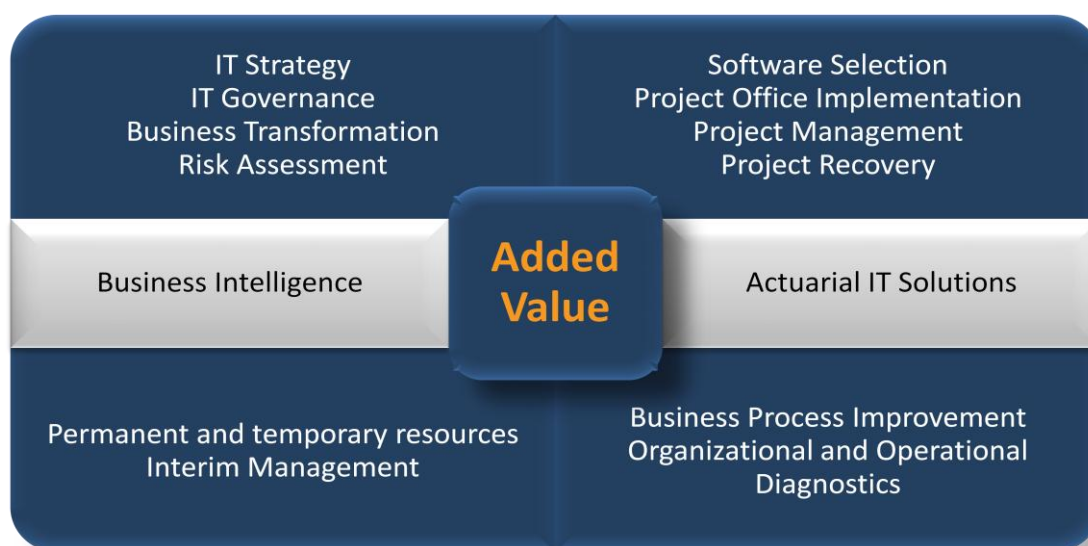 IT Strategy
IT Governance
Business Transformation
Risk Assessment
Software Selection
Project Office Implementation
Project Management
Project Recovery
Business Intelligence
Added
Value
Actuarial IT Solutions
Permanent and temporary resources
Interim Management
Business Process Improvement
Organizational and Operational
Diagnostics